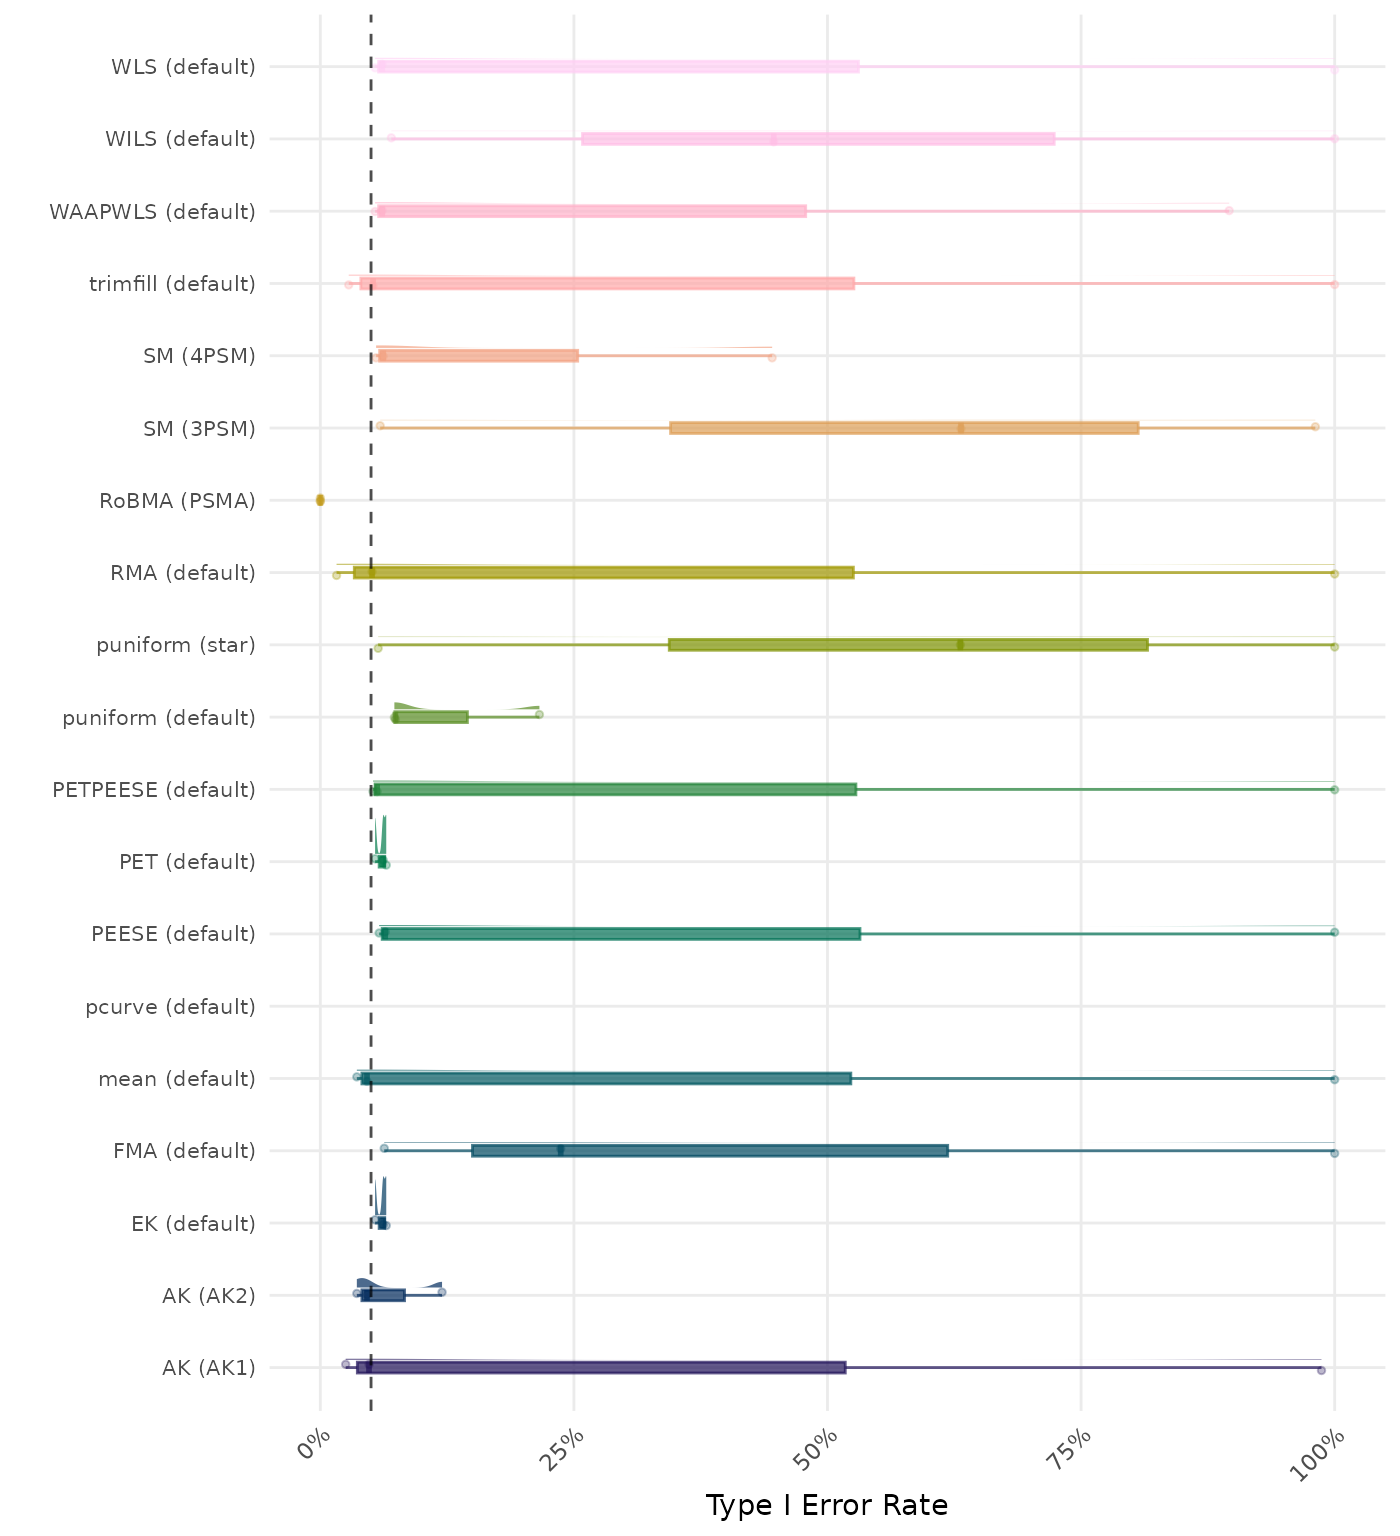 WLS (default)
WILS (default)
WAAPWLS (default)
trimfill (default)
SM (4PSM)
SM (3PSM)
RoBMA (PSMA)
RMA (default)
puniform (star)
puniform (default)
PETPEESE (default)
PET (default)
PEESE (default)
pcurve (default)
mean (default)
FMA (default)
EK (default)
AK (AK2)
AK (AK1)
0%
25%
50%
75%
100%
Type I Error Rate